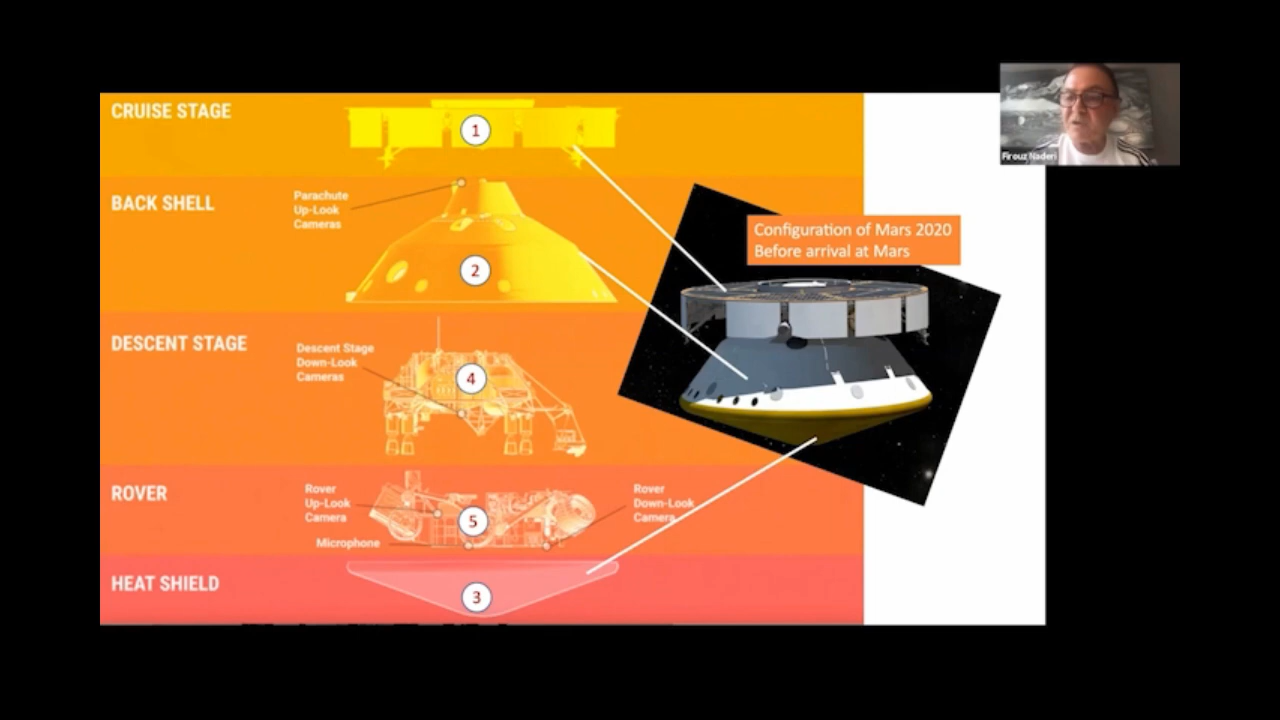 CRUISE STAGE
1
Firouz Naderi
BACK SHELL
Parachute
Up-Look
Cameras
2
Configuration of Mars 2020
Before arrival at Mars
DESCENT STAGE
Descent Stage
Down-Look
Cameras
4
ROVER
Rover
Up-Look
Camera
Microphone
5
Rover
Down-Look
Camera
HEAT SHIELD
3